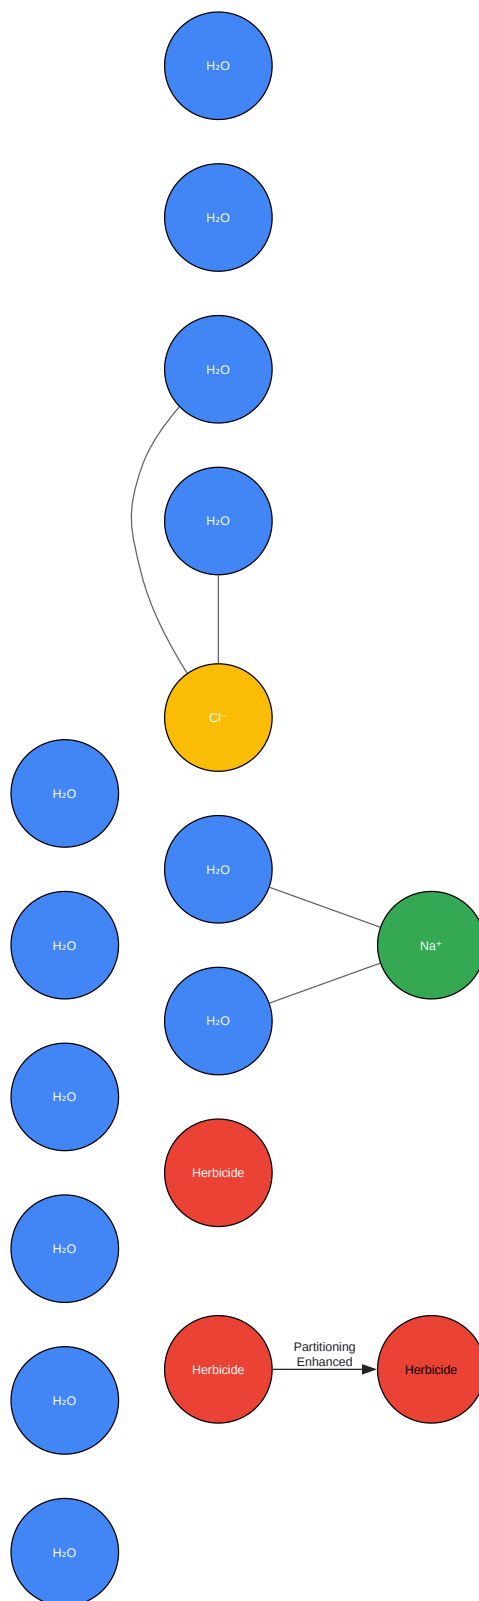 H₂O
H₂O
H₂O
H₂O
Cl⁻
H₂O
H₂O
H₂O
Na⁺
H₂O
H₂O
H₂O
Herbicide
H₂O
Partitioning
Enhanced
Herbicide
Herbicide
H₂O
H₂O